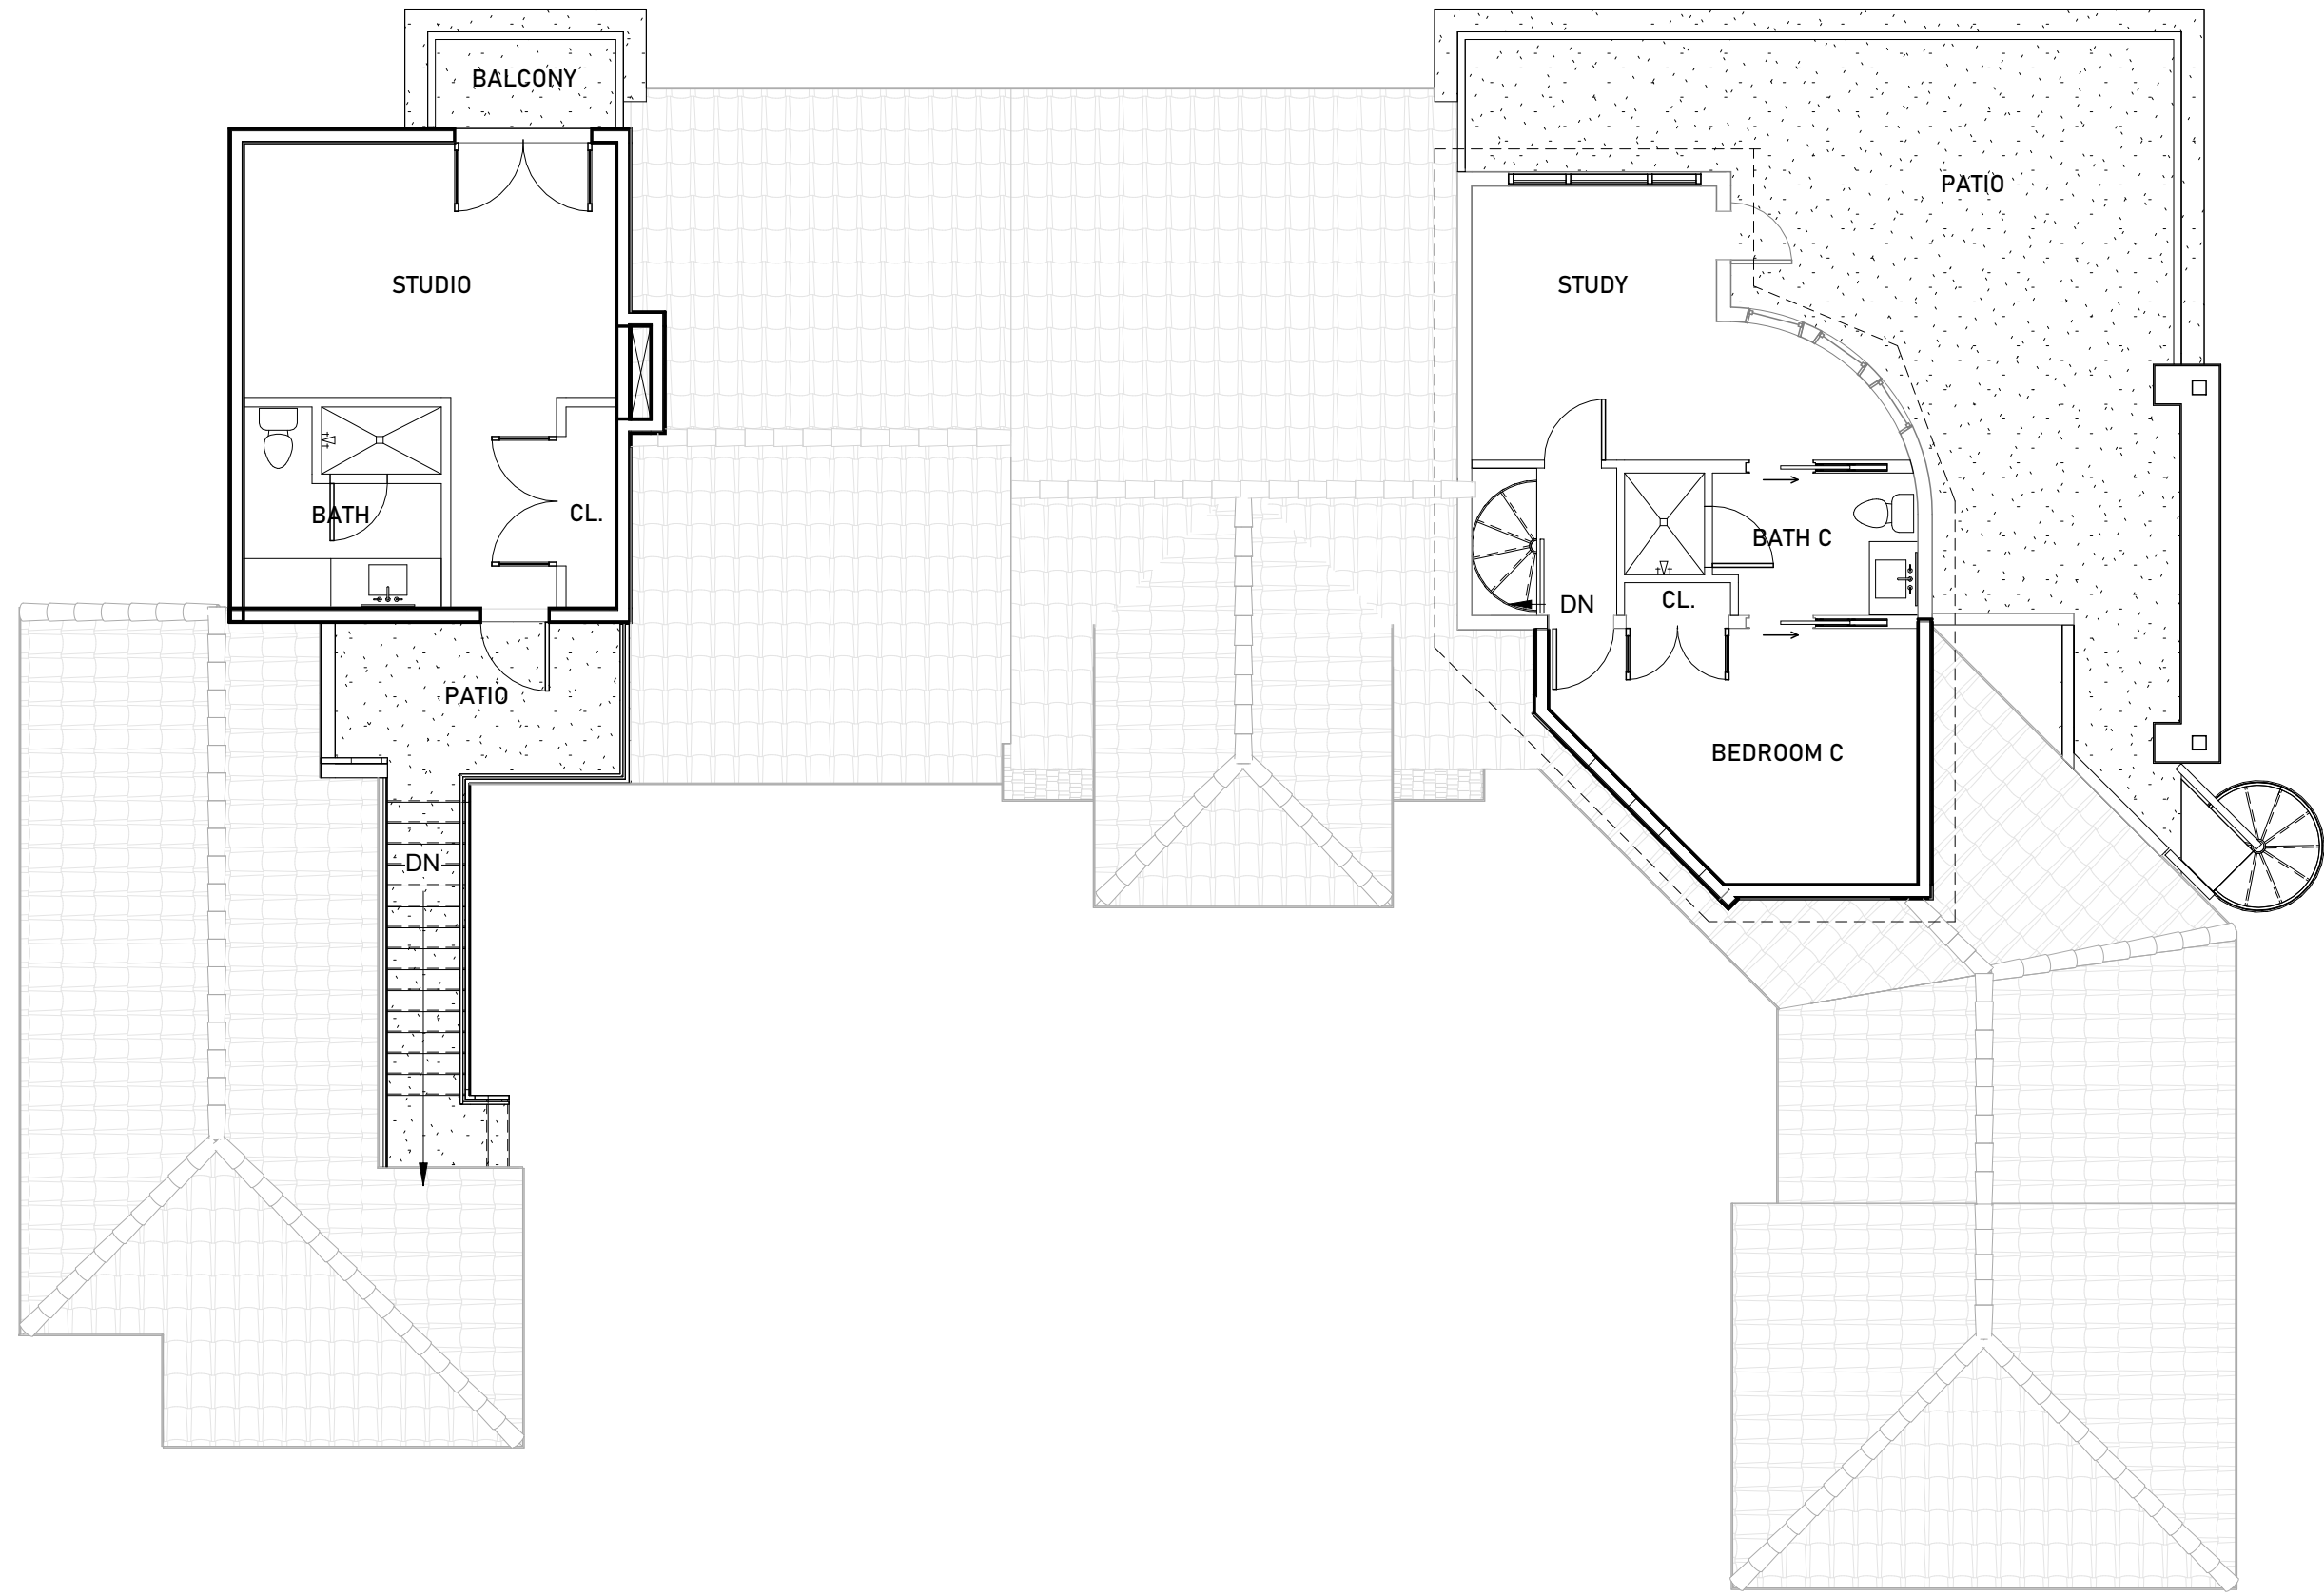 BALCONY
PATIO
STUDIO
STUDY
BATH
CL.
BATH C
CL.
DN
PATIO
BEDROOM C
DN